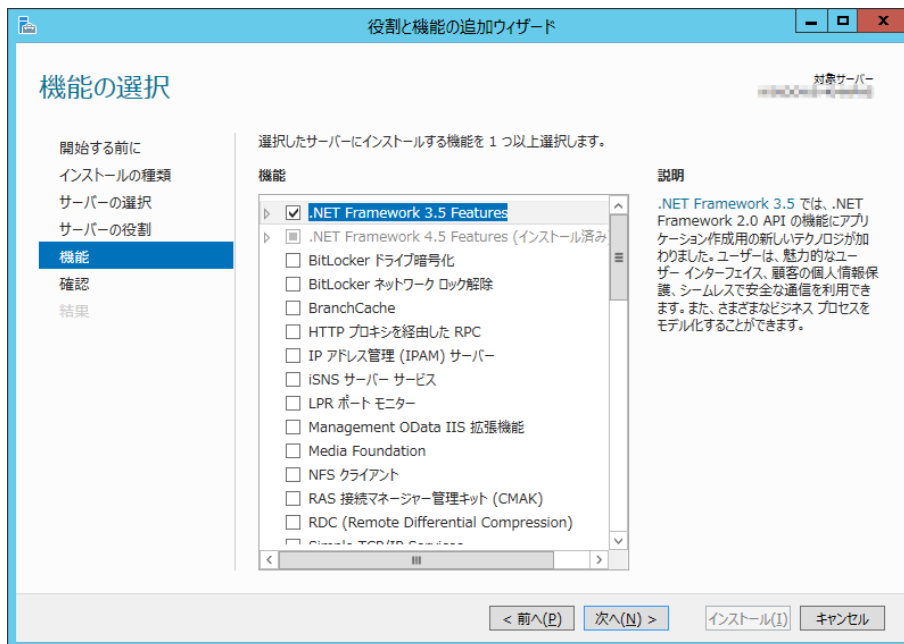 役割と機能の追加ウィザード
機能の選択
対象サーバー
開始する前に
インストールの種類
サーバーの選択
サーバーの役割
機能
確認
結果
選択したサーバーにインストールする機能を 1 つ以上選択します。
機能
.NET Framework 3.5 Features
.NET Framework 4.5 Features (インストール済み
BitLocker ドライブ暗号化
BitLocker ネットワーク ロック解除
BranchCache
HTTP プロキシを経由した RPC
IP アドレス管理 (IPAM) サーバー
iSNS サーバー サービス
LPR ポート モニター
Management OData IIS 拡張機能
Media Foundation
NFS クライアント
RAS 接続マネージャー管理キット (CMAK)
RDC (Remote Differential Compression)
Simple TCP/IP Services
説明
.NET Framework 3.5 では、.NET
Framework 2.0 API の機能にアプリ
ケーション作成用の新しいテクノロジが加
わりました。ユーザーは、魅力的なユー
ザー インターフェイス、顧客の個人情報保
護、シームレスで安全な通信を利用でき
ます。また、さまざまなビジネス プロセスを
モデル化することができます。
< 前へ(P)
次へ(N) >
インストール(I)
キャンセル